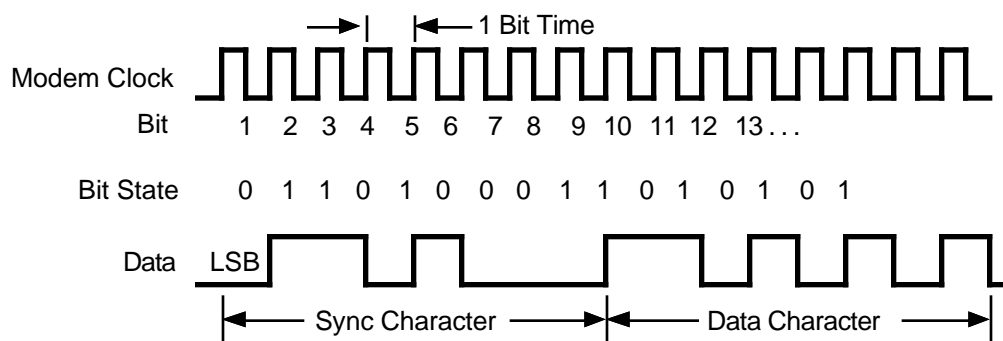 1 Bit Time
Modem Clock
Bit 1 2 3 4 5 6 7 8 9 10 11 12 13 . . .
Bit State 0 1 1 0 1 0 0 0 1 1 0 1 0 1 0 1
Data LSB
Sync Character Data Character